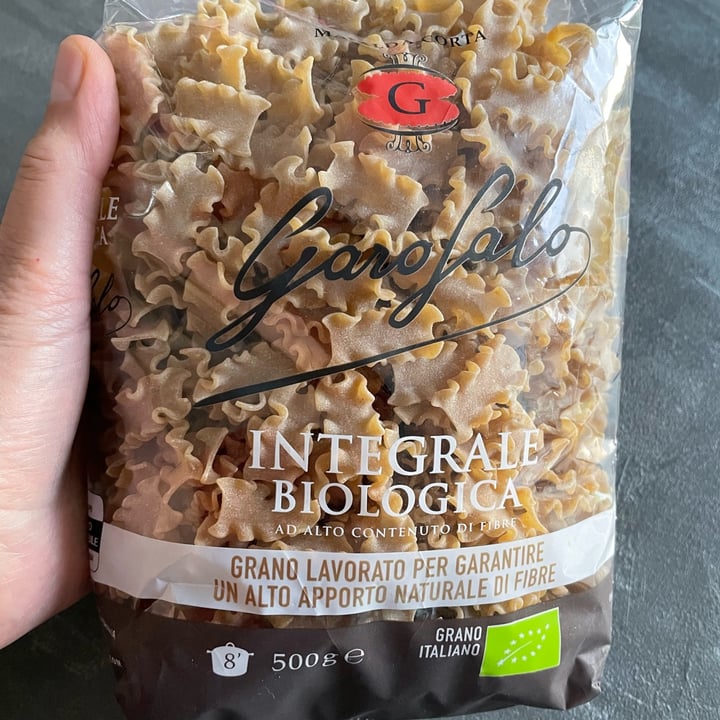 CORTA
G
Garofalo
INTEGRALE
BIOLOGICA
AD ALTO CONTENUTO DI FIBRE
GRANO LAVORATO PER GARANTIRE
UN ALTO APPORTO NATURALE DI FIBRE
8'
500g e
GRANO
ITALIANO